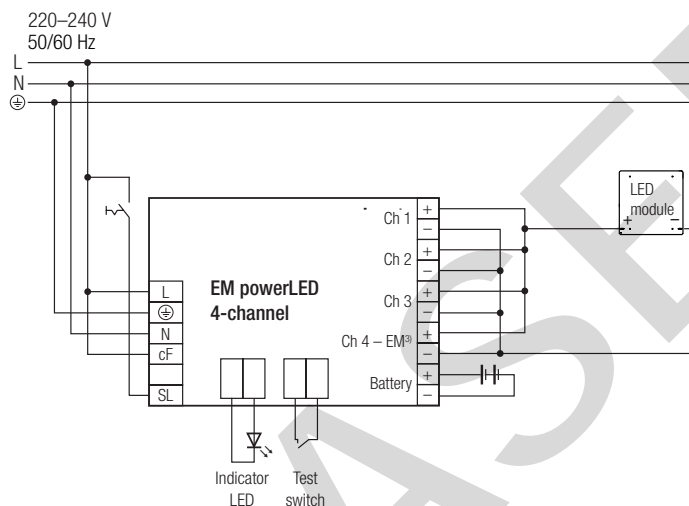 220–240 V
50/60 Hz
L
N
LED
module
+ −
Ch 1
+
−
Ch 2
+
−
Ch 3
+
−
Ch 4 – EM³⁾
+
−
Battery
+
−
EM powerLED
4-channel
L
N
cF
SL
Indicator
LED
Test
switch